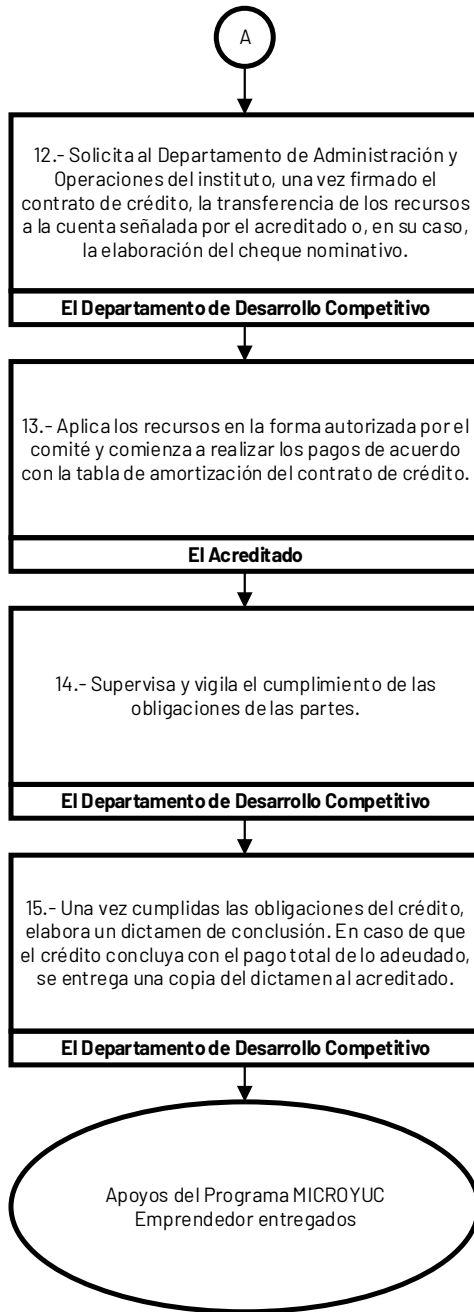 A
12.- Solicita al Departamento de Administración y
Operaciones del instituto, una vez firmado el
contrato de crédito, la transferencia de los recursos
a la cuenta señalada por el acreditado o, en su caso,
la elaboración del cheque nominativo.
El Departamento de Desarrollo Competitivo
13.- Aplica los recursos en la forma autorizada por el
comité y comienza a realizar los pagos de acuerdo
con la tabla de amortización del contrato de crédito.
El Acreditado
14.- Supervisa y vigila el cumplimiento de las
obligaciones de las partes.
El Departamento de Desarrollo Competitivo
15.- Una vez cumplidas las obligaciones del crédito,
elabora un dictamen de conclusión. En caso de que
el crédito concluya con el pago total de lo adeudado,
se entrega una copia del dictamen al acreditado.
El Departamento de Desarrollo Competitivo
Apoyos del Programa MICROYUC
Emprendedor entregados